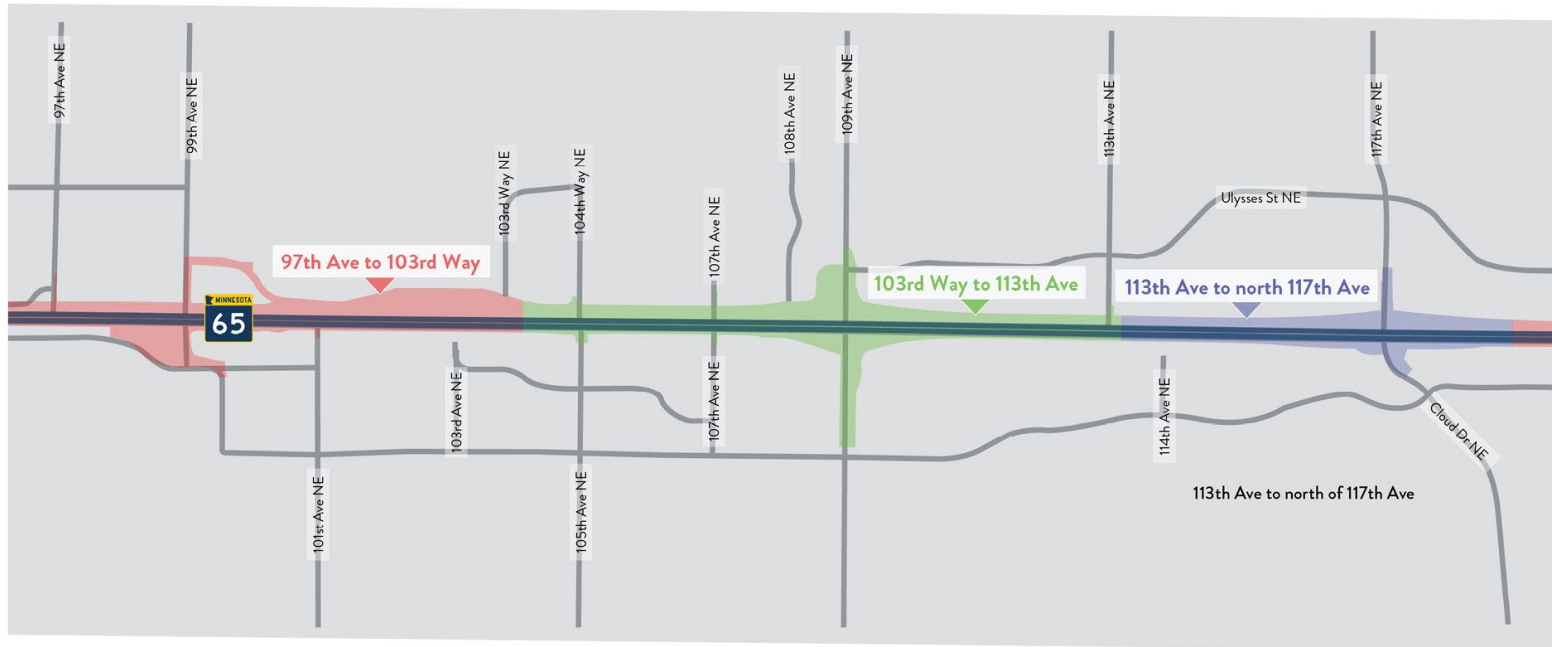 97th Ave NE
99th Ave NE
103rd Way NE
104th Way NE
107th Ave NE
108th Ave NE
109th Ave NE
113th Ave NE
117th Ave NE
Ulysses St NE
97th Ave to 103rd Way
103rd Way to 113th Ave
113th Ave to north 117th Ave
MINNESOTA
65
101st Ave NE
103rd Ave NE
105th Ave NE
107th Ave NE
114th Ave NE
Cloud Dr NE
113th Ave to north of 117th Ave